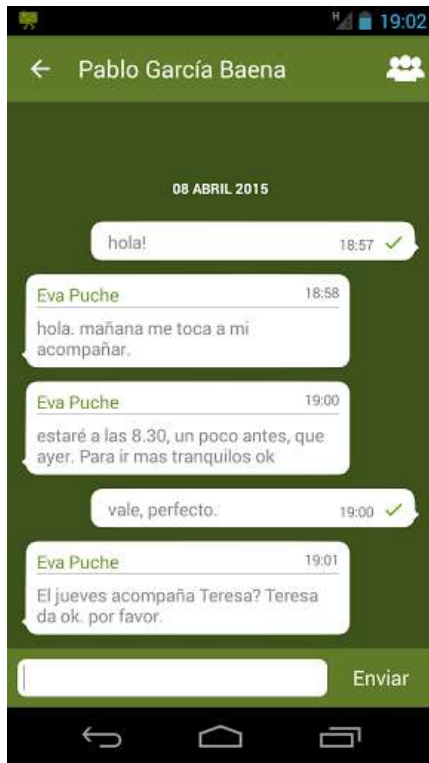 H 19:02
Pablo García Baena
08 ABRIL 2015
hola! 18:57
Eva Puche 18:58
hola. mañana me toca a mi
acompañar.
Eva Puche 19:00
estaré a las 8.30, un poco antes, que
ayer. Para ir mas tranquilos ok
vale, perfecto. 19:00
Eva Puche 19:01
El jueves acompaña Teresa? Teresa
da ok. por favor.
Enviar